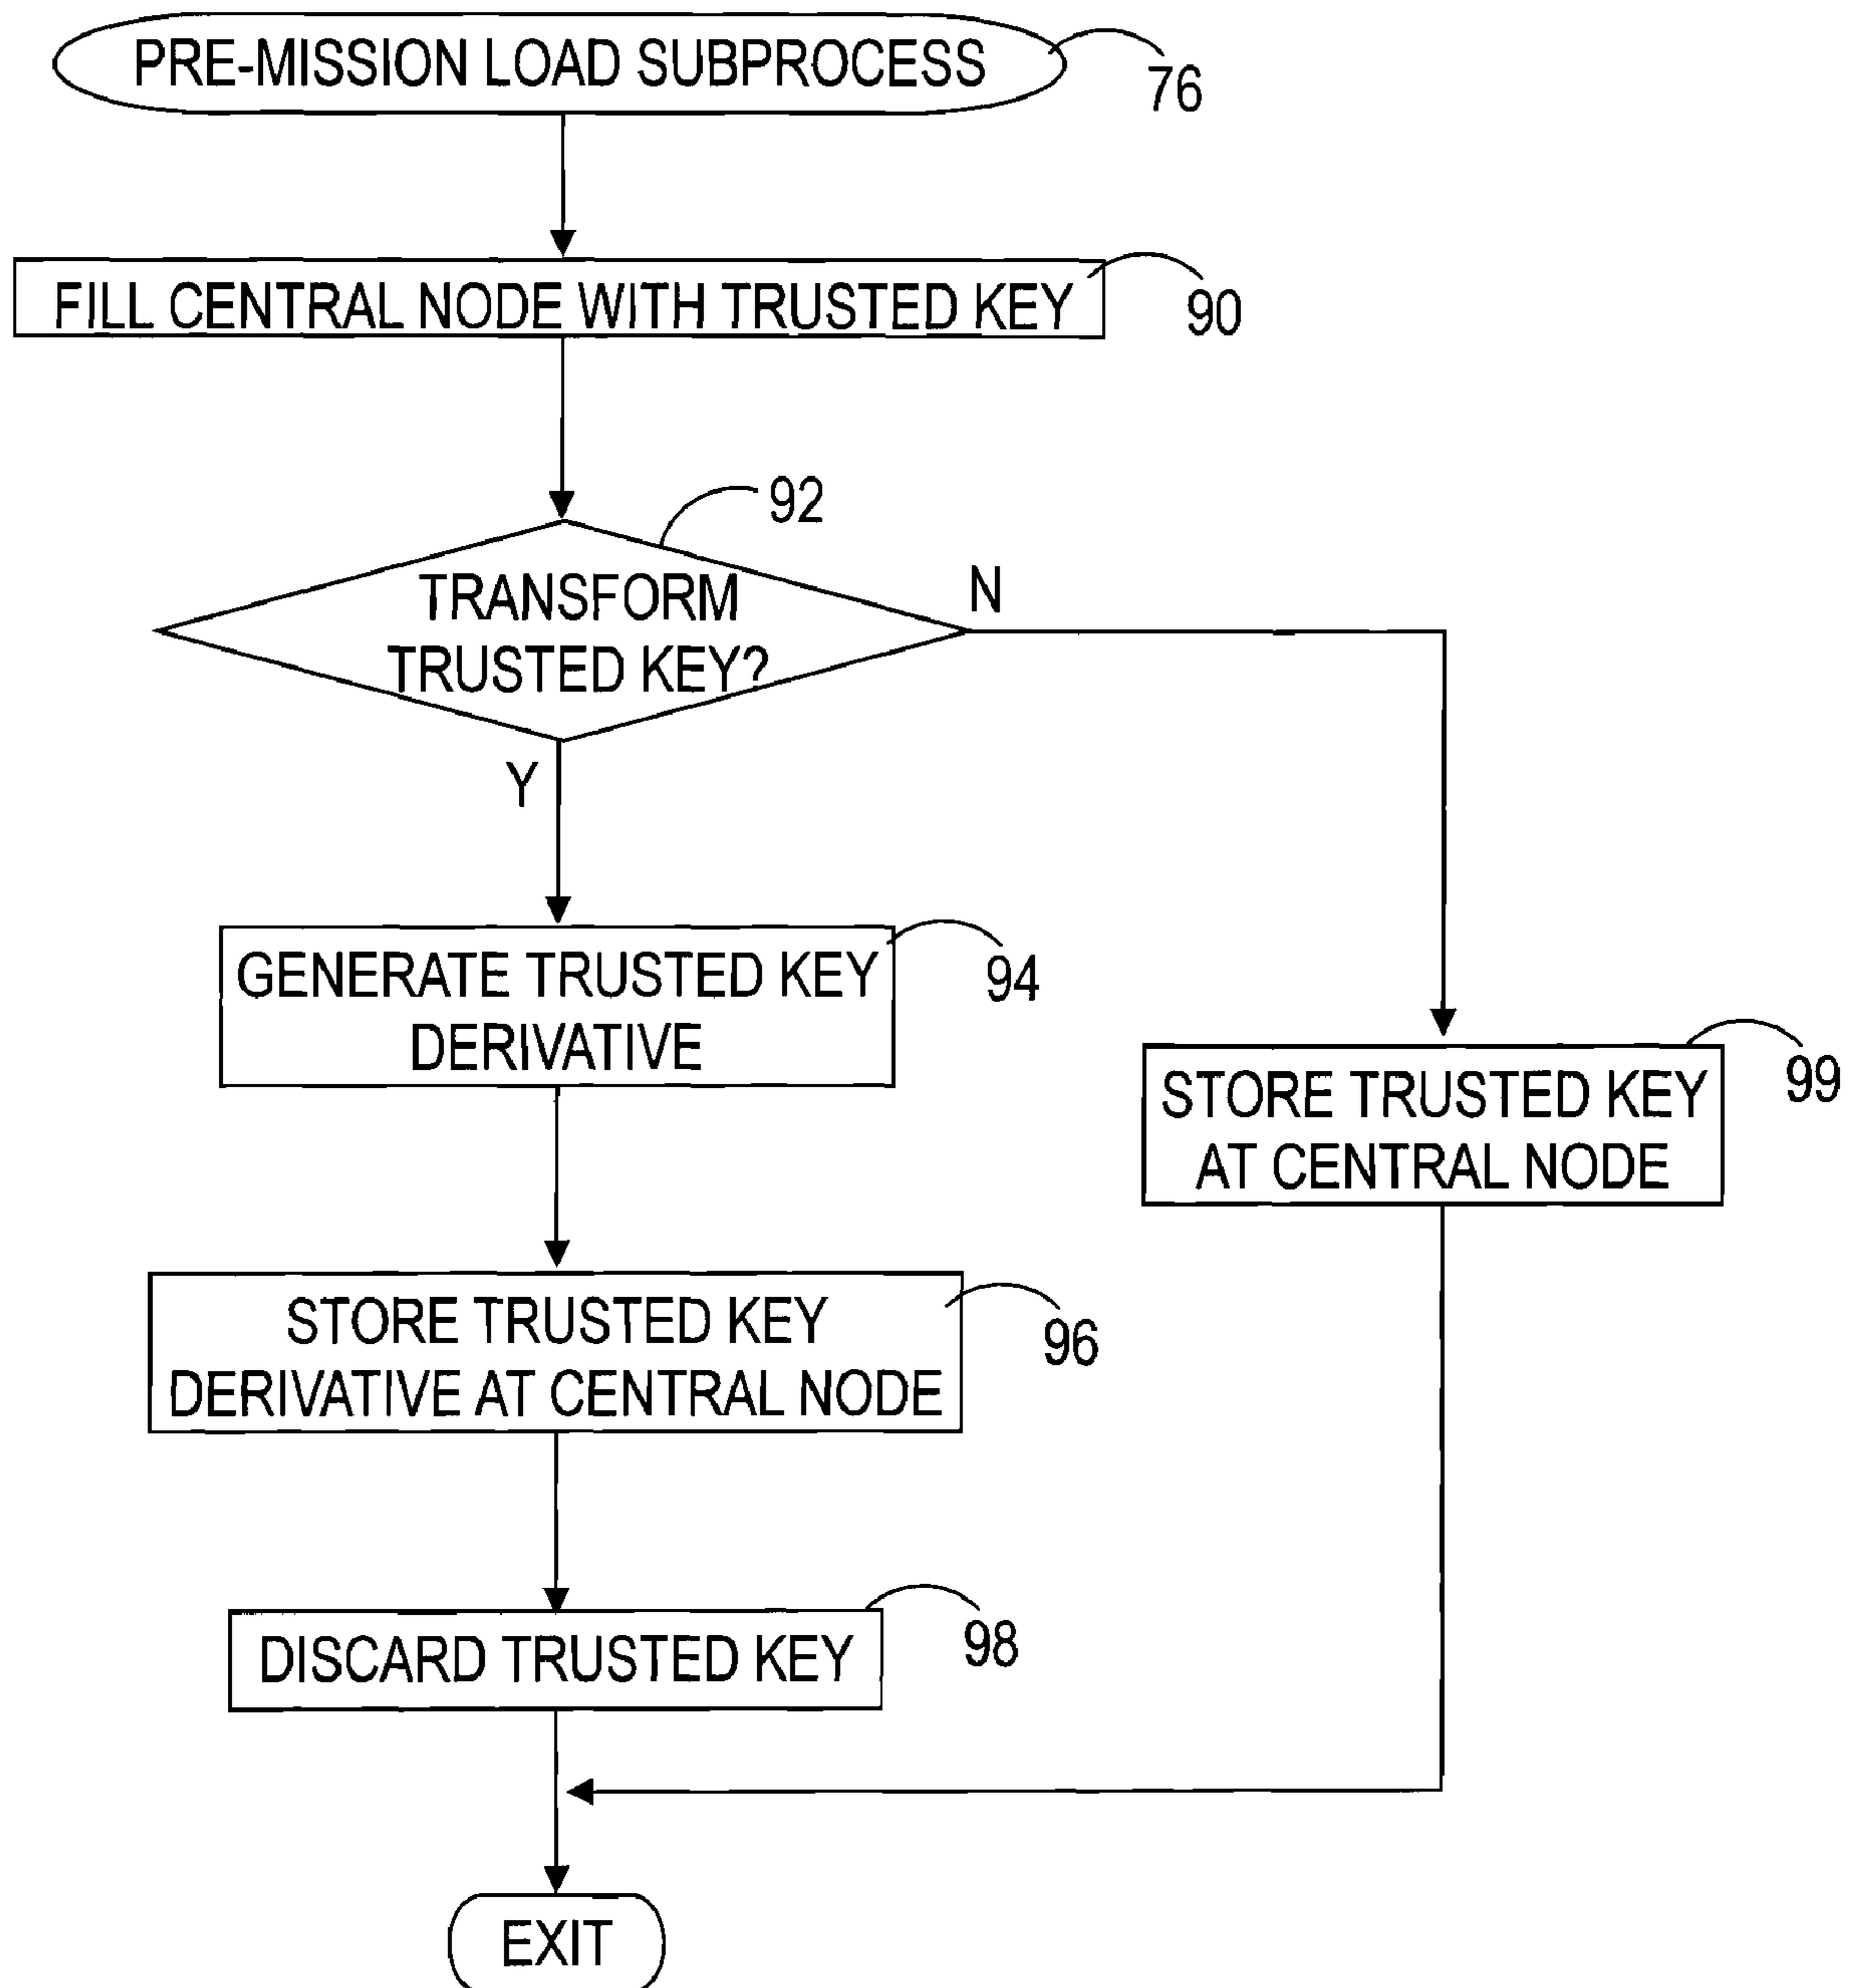 PRE-MISSION LOAD SUBPROCESS
76
FILL CENTRAL NODE WITH TRUSTED KEY
90
92
TRANSFORM
TRUSTED KEY?
N
Y
GENERATE TRUSTED KEY
DERIVATIVE
94
STORE TRUSTED KEY
AT CENTRAL NODE
99
STORE TRUSTED KEY
DERIVATIVE AT CENTRAL NODE
96
DISCARD TRUSTED KEY
98
EXIT